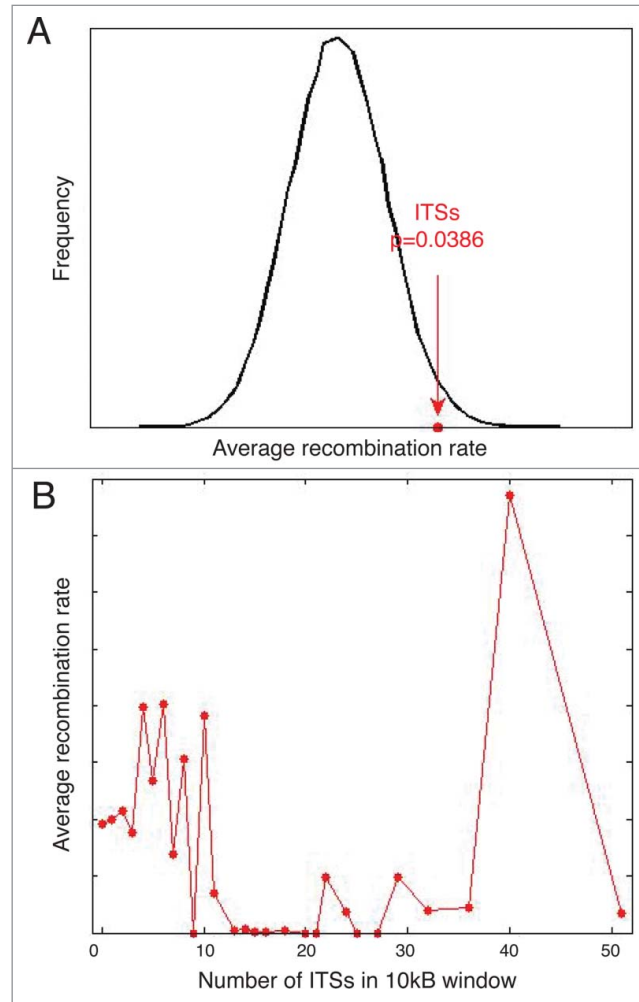 A
Frequency
ITSs
p=0.0386
Average recombination rate
B
Average recombination rate
0 10 20 30 40 50
Number of ITSs in 10kB window